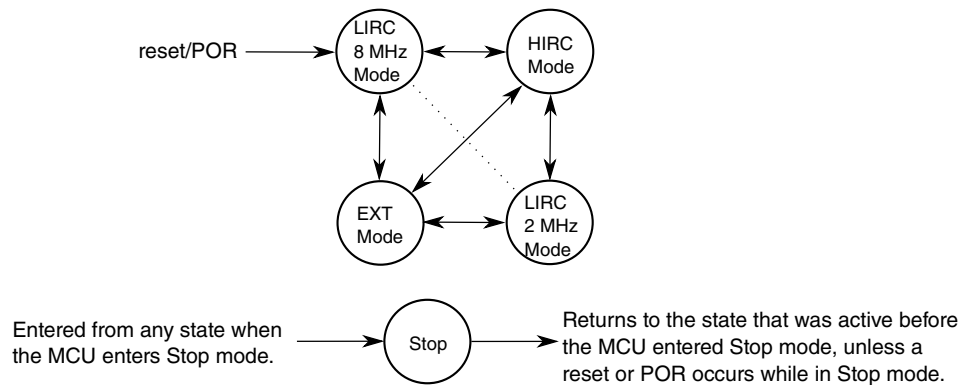 reset/POR
LIRC
8 MHz
Mode
HIRC
Mode
EXT
Mode
LIRC
2 MHz
Mode
Entered from any state when
the MCU enters Stop mode.
Stop
Returns to the state that was active before
the MCU entered Stop mode, unless a
reset or POR occurs while in Stop mode.